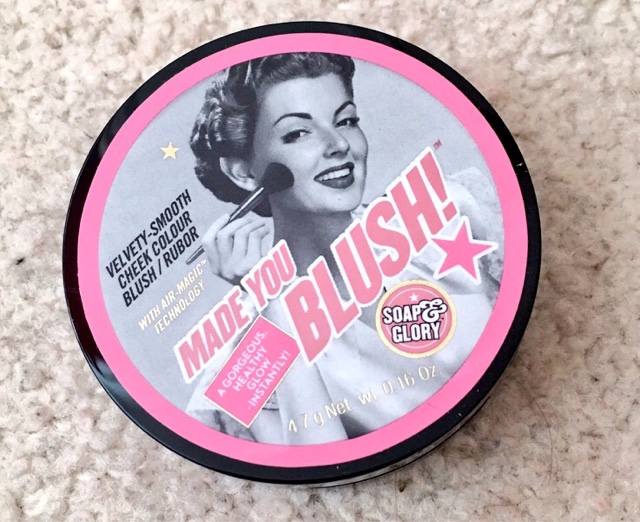 VELVETY-SMOOTH
CHEEK COLOUR
BLUSH / RUBOR
WITH AIR-MAGIC™
TECHNOLOGY
MADE YOU
BLUSH!™
A GORGEOUS,
HEALTHY
GLOW
INSTANTLY!
SOAP &
GLORY
4.7 g Net. wt. 0.16 Oz.